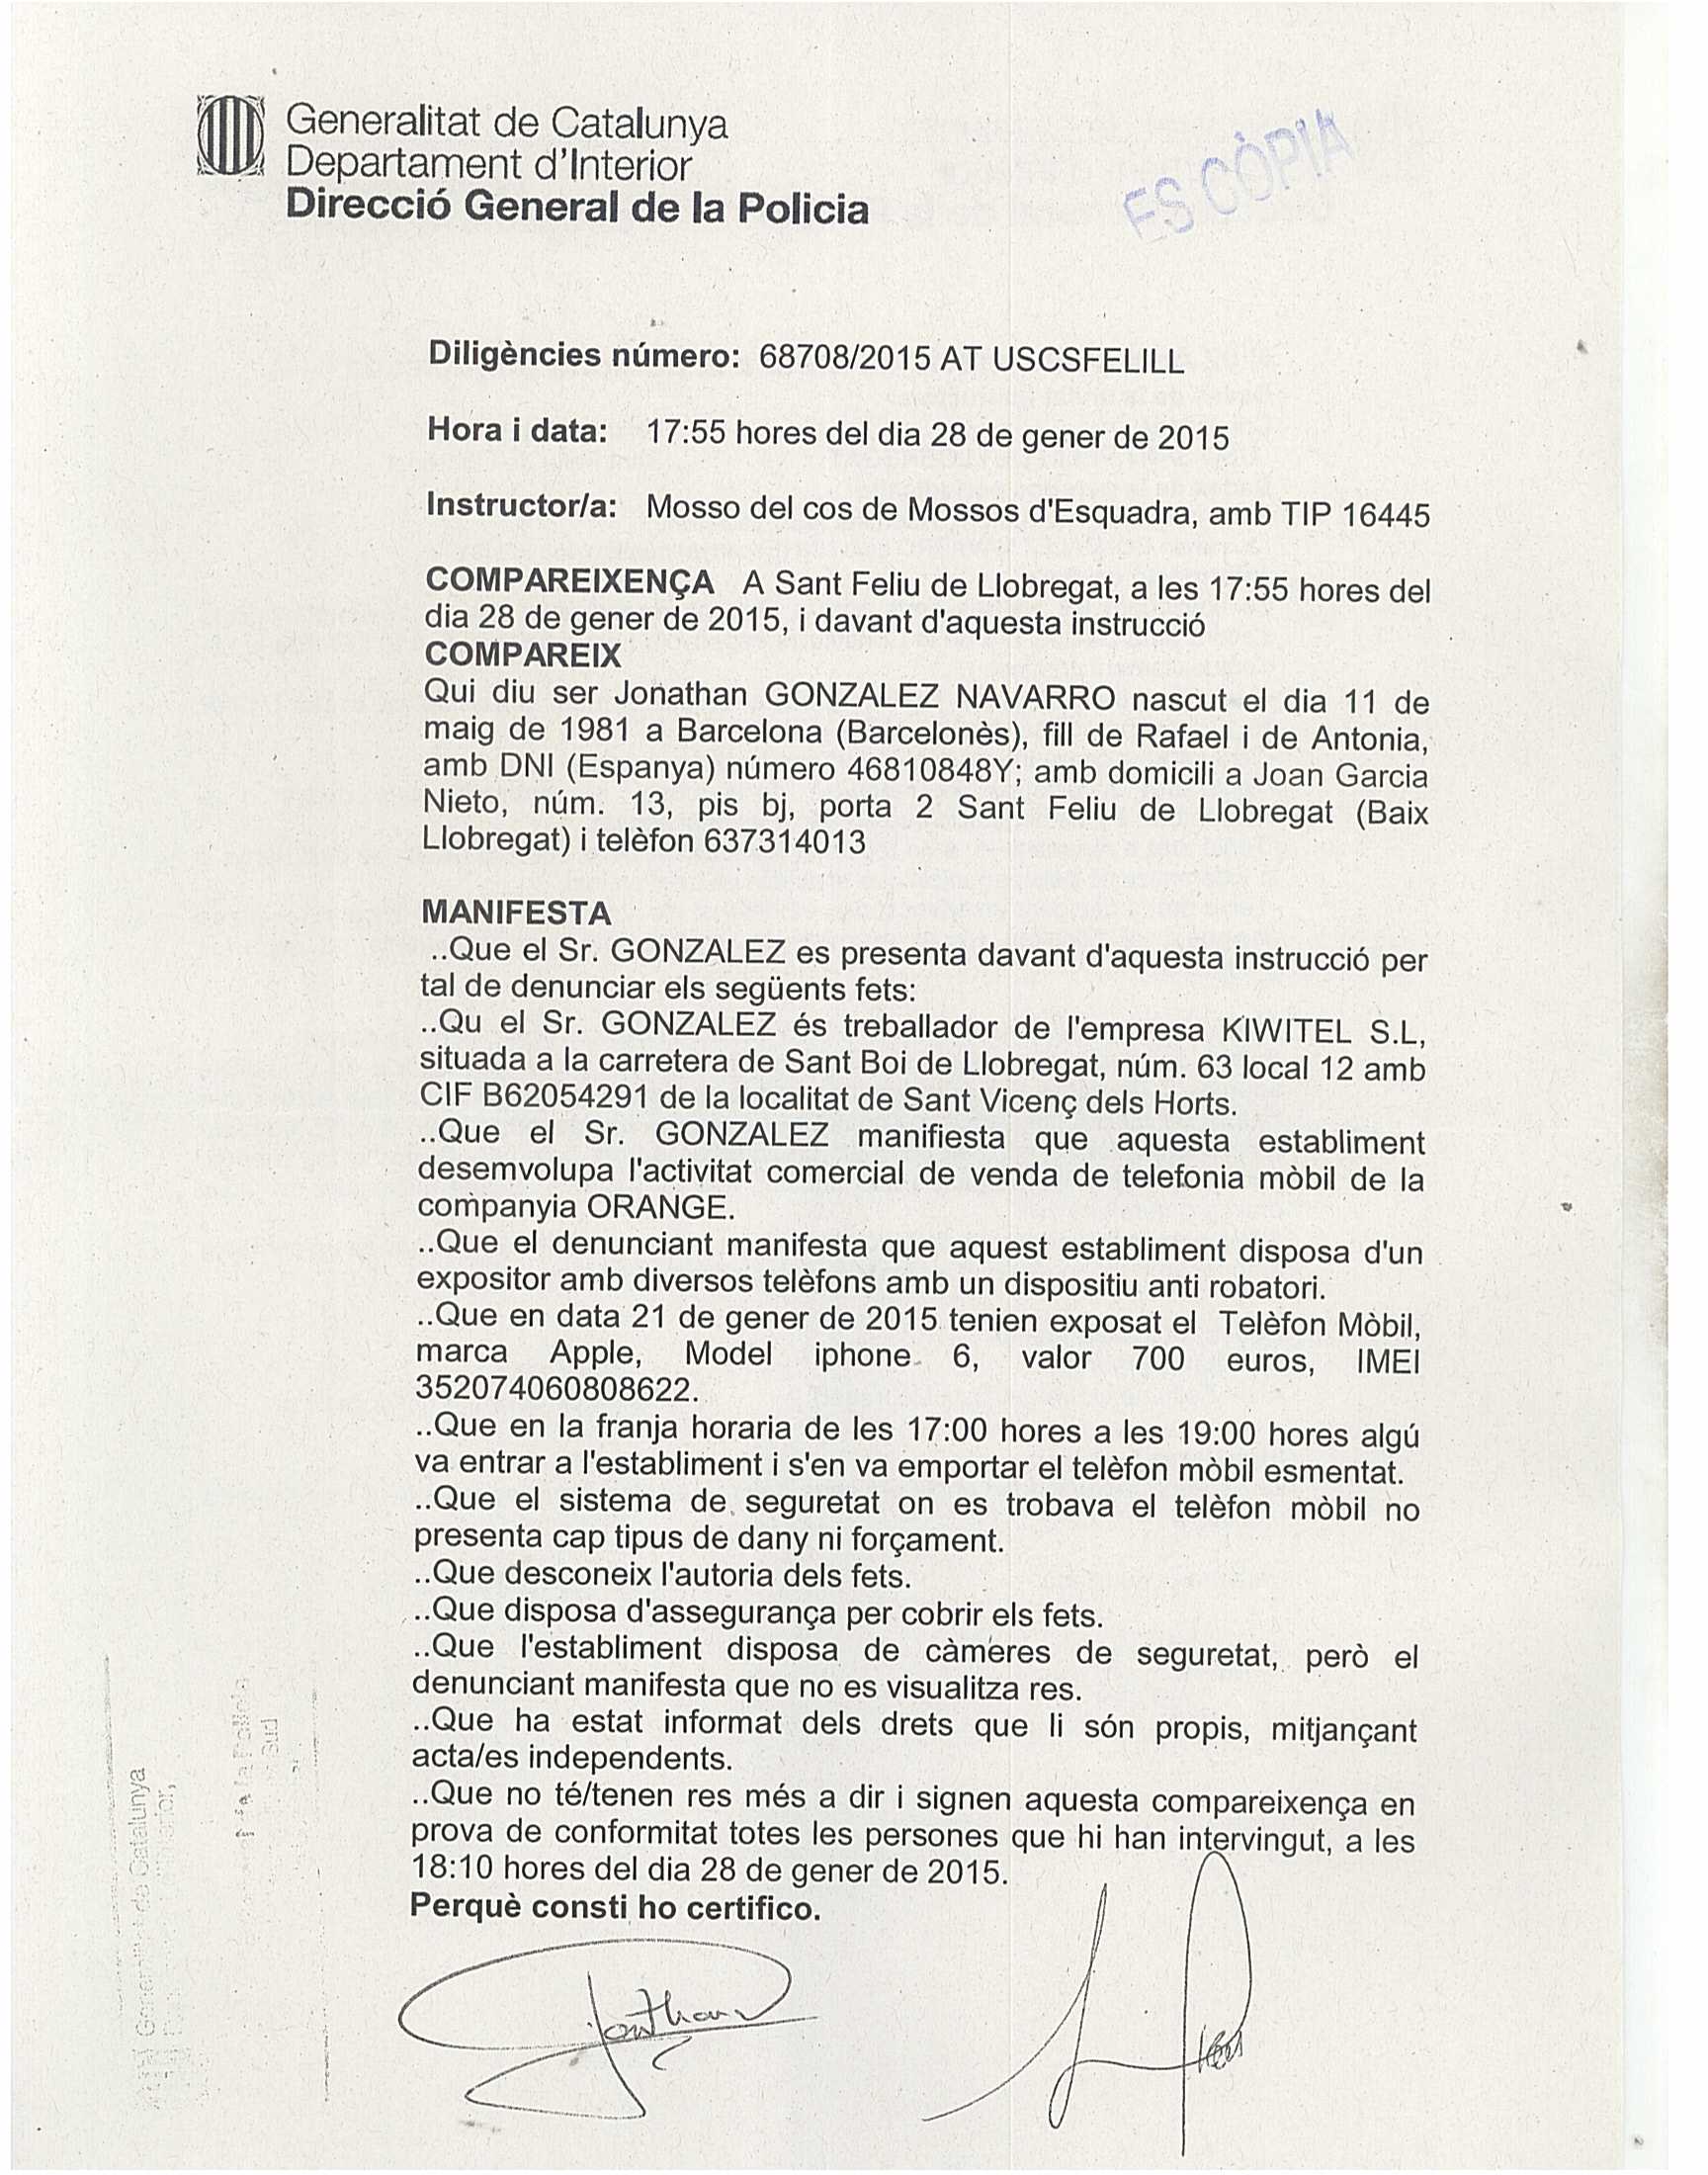 Generalitat de Catalunya
Departament d'Interior
Direcció General de la Policia
ES CÒPIA
Diligències número: 68708/2015 AT USCSFELILL
Hora i data: 17:55 hores del dia 28 de gener de 2015
Instructor/a: Mosso del cos de Mossos d'Esquadra, amb TIP 16445
COMPAREIXENÇA A Sant Feliu de Llobregat, a les 17:55 hores del
dia 28 de gener de 2015, i davant d'aquesta instrucció
COMPAREIX
Qui diu ser Jonathan GONZALEZ NAVARRO nascut el dia 11 de
maig de 1981 a Barcelona (Barcelonès), fill de Rafael i de Antonia,
amb DNI (Espanya) número 46810848Y; amb domicili a Joan Garcia
Nieto, núm. 13, pis bj, porta 2 Sant Feliu de Llobregat (Baix
Llobregat) i telèfon 637314013
MANIFESTA
..Que el Sr. GONZALEZ es presenta davant d'aquesta instrucció per
tal de denunciar els següents fets:
..Qu el Sr. GONZALEZ és treballador de l'empresa KIWITEL S.L,
situada a la carretera de Sant Boi de Llobregat, núm. 63 local 12 amb
CIF B62054291 de la localitat de Sant Vicenç dels Horts.
..Que el Sr. GONZALEZ manifiesta que aquesta establiment
desemvolupa l'activitat comercial de venda de telefonia mòbil de la
companyia ORANGE.
..Que el denunciant manifesta que aquest establiment disposa d'un
expositor amb diversos telèfons amb un dispositiu anti robatori.
..Que en data 21 de gener de 2015 tenien exposat el Telèfon Mòbil,
marca Apple, Model iphone 6, valor 700 euros, IMEI
352074060808622.
..Que en la franja horaria de les 17:00 hores a les 19:00 hores algú
va entrar a l'establiment i s'en va emportar el telèfon mòbil esmentat.
..Que el sistema de seguretat on es trobava el telèfon mòbil no
presenta cap tipus de dany ni forçament.
..Que desconeix l'autoria dels fets.
..Que disposa d'assegurança per cobrir els fets.
..Que l'establiment disposa de càmeres de seguretat, però el
denunciant manifesta que no es visualitza res.
..Que ha estat informat dels drets que li són propis, mitjançant
acta/es independents.
..Que no té/tenen res més a dir i signen aquesta compareixença en
prova de conformitat totes les persones que hi han intervingut, a les
18:10 hores del dia 28 de gener de 2015.
Perquè consti ho certifico.
Jonathan
de Catalunya
la Policia
Sud